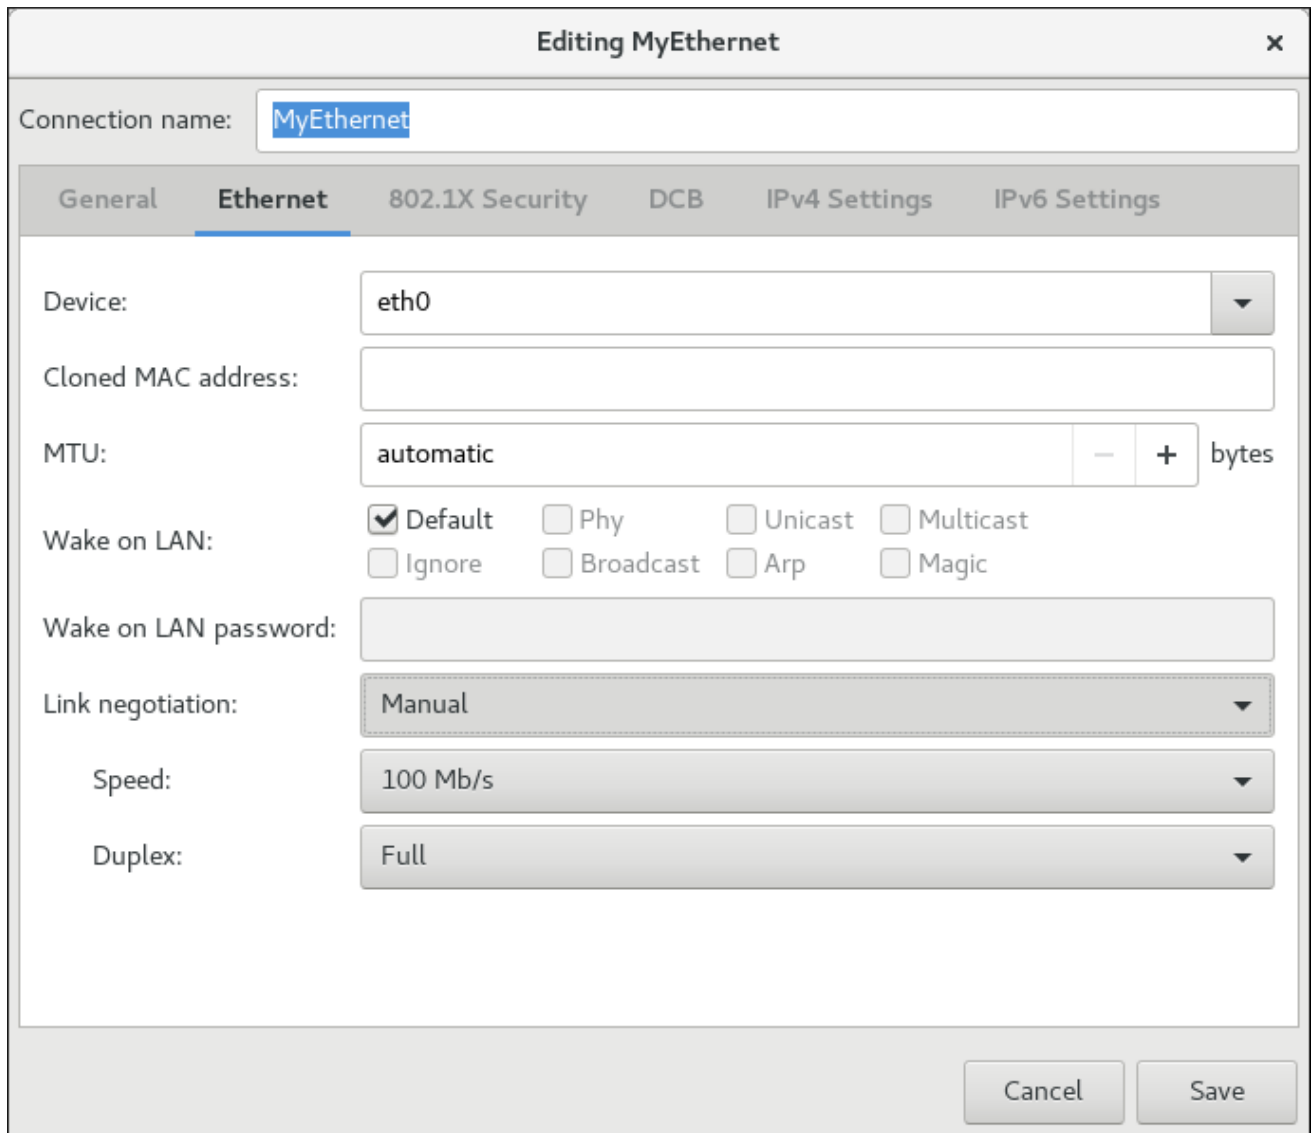 Editing MyEthernet
Connection name: MyEthernet
General Ethernet 802.1X Security DCB IPv4 Settings IPv6 Settings
Device: eth0
Cloned MAC address:
MTU: automatic bytes
Default Phy Unicast Multicast
Wake on LAN:
Ignore Broadcast Arp Magic
Wake on LAN password:
Link negotiation: Manual
Speed: 100 Mb/s
Duplex: Full
Cancel Save